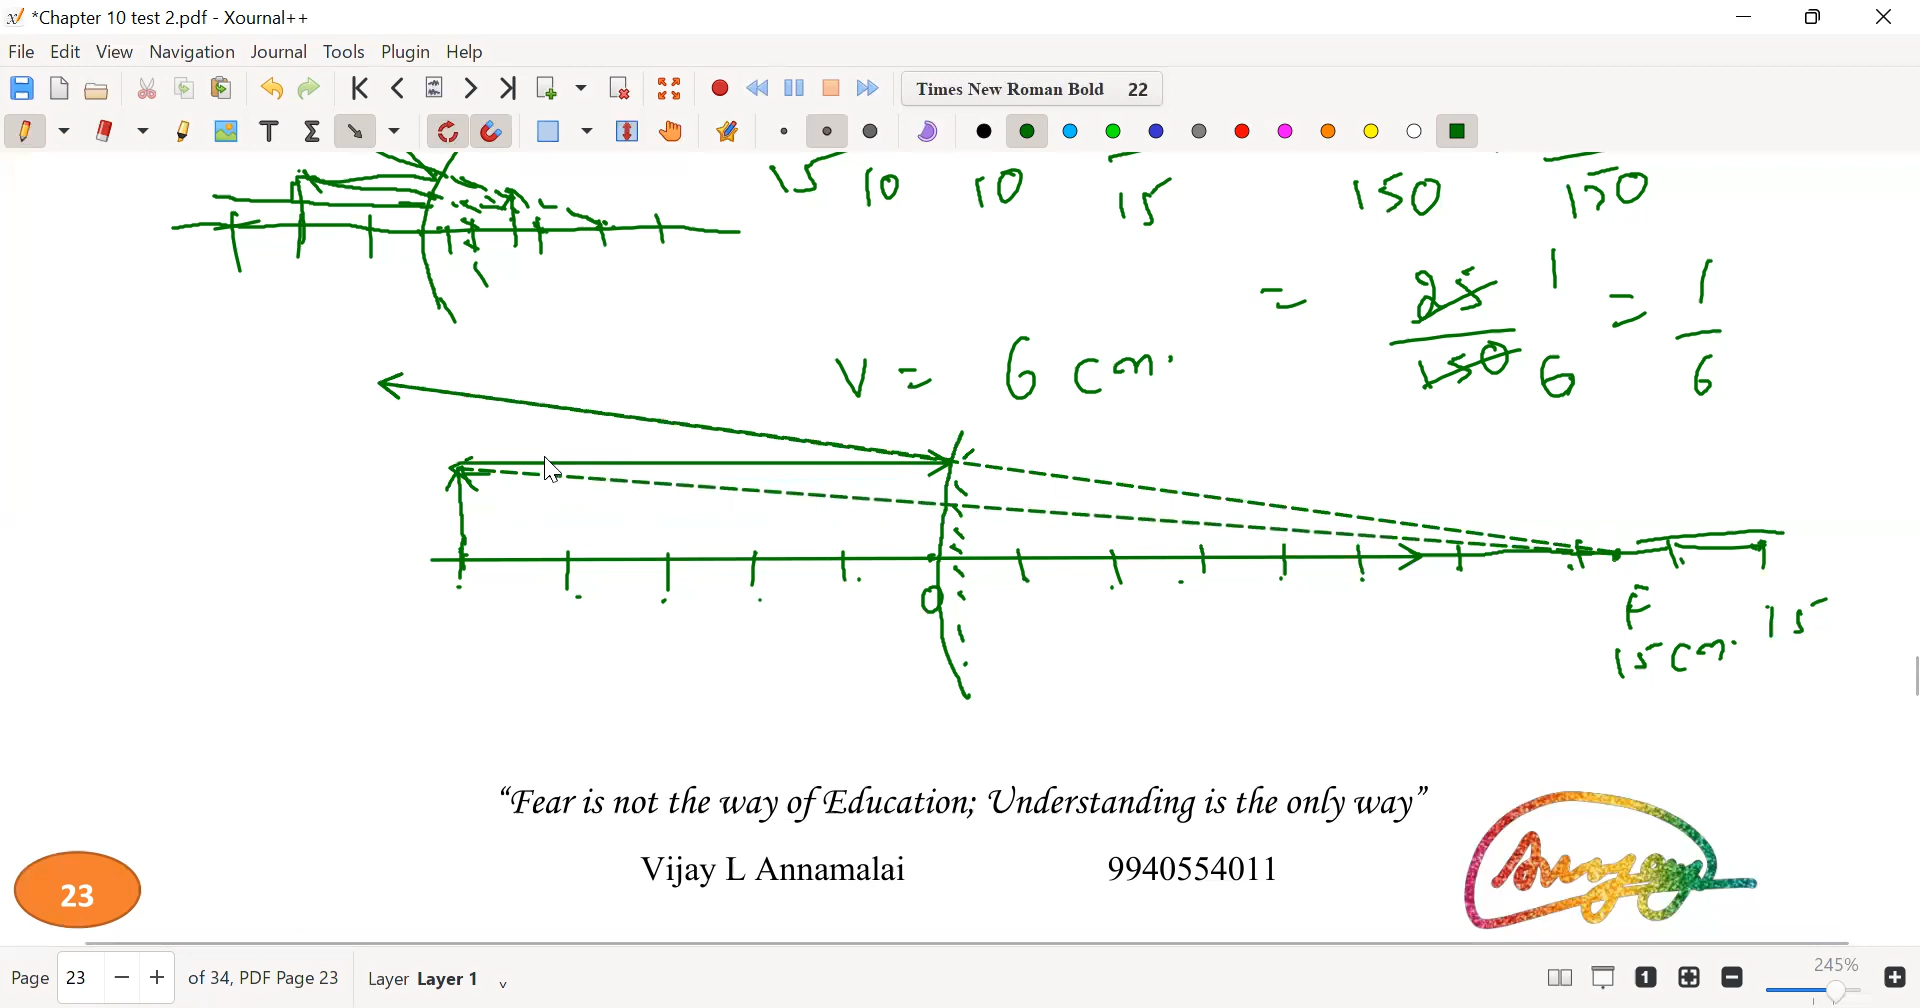 *Chapter 10 test 2.pdf - Xournal++
File Edit View Navigation Journal Tools Plugin Help
Times New Roman Bold 22
15 10 10 15 150 150
= 25 1 = 1
150 6 6
V = 6 cm.
O
F 15
15 cm.
“Fear is not the way of Education; Understanding is the only way”
Vijay L Annamalai 9940554011
23
Page 23 of 34, PDF Page 23 Layer Layer 1 245%